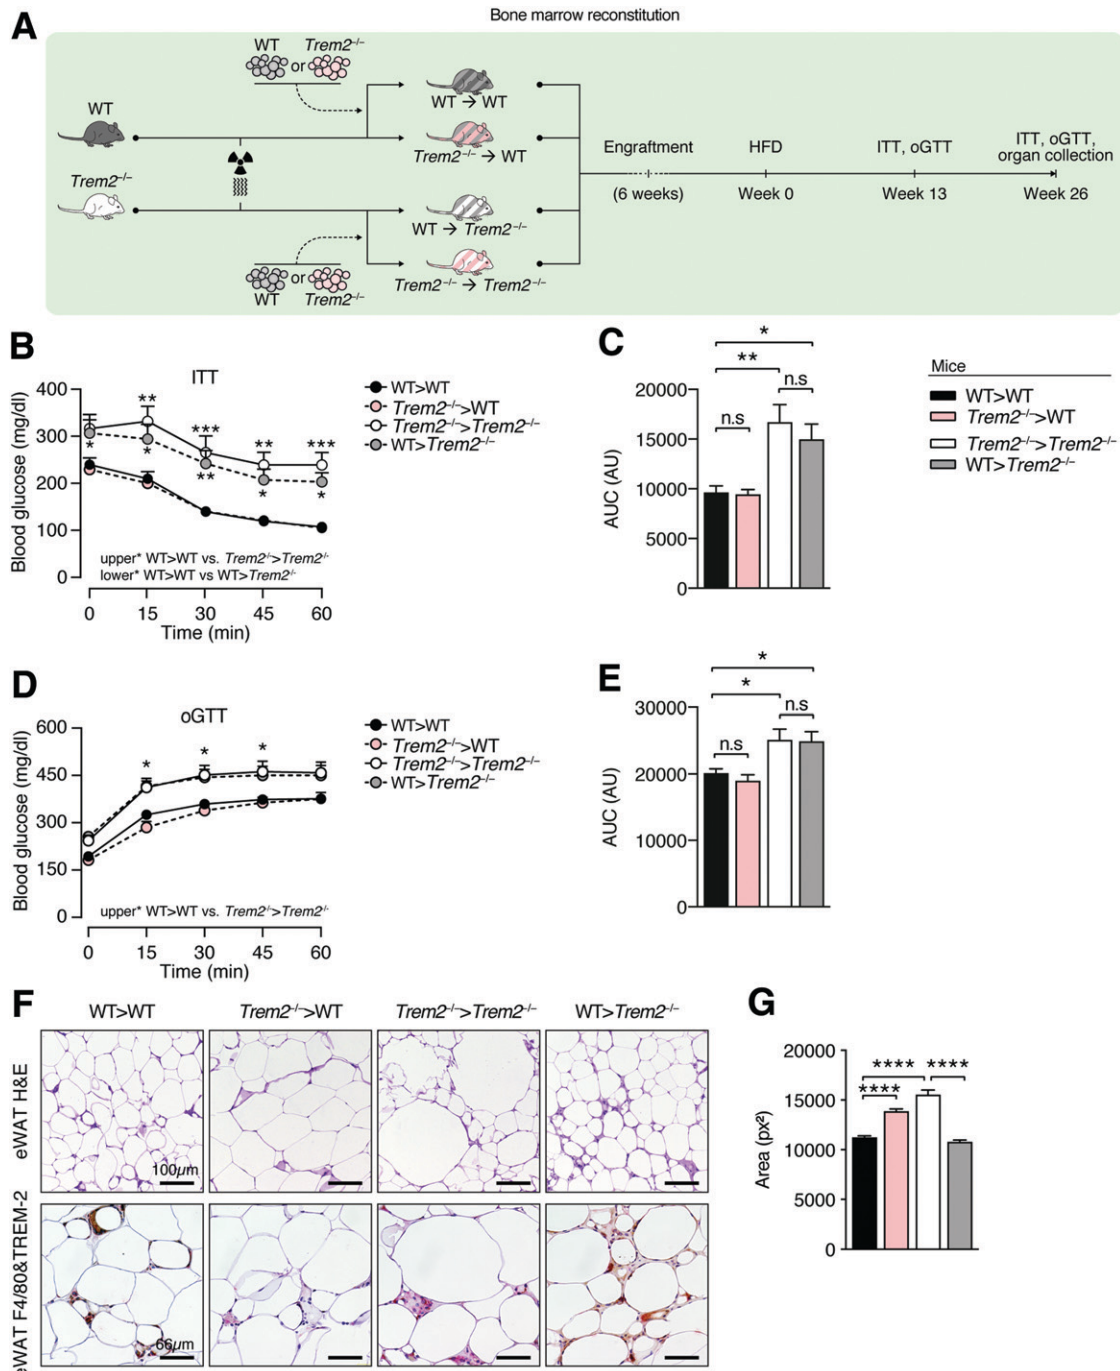 Bone marrow reconstitution
A
WT or Trem2–/–
WT
WT → WT
Trem2–/– → WT
Trem2–/–
WT → Trem2–/–
Trem2–/– → Trem2–/–
WT or Trem2–/–
Engraftment
(6 weeks)
HFD
Week 0
ITT, oGTT
Week 13
ITT, oGTT,
organ collection
Week 26
B
ITT
Blood glucose (mg/dl)
400
300
200
100
0
** *** ** ***
* * ** * *
upper* WT>WT vs. Trem2-/->Trem2-/-
lower* WT>WT vs WT>Trem2-/-
0 15 30 45 60
Time (min)
WT>WT
Trem2–/–>WT
Trem2–/–>Trem2–/–
WT>Trem2–/–
C
AUC (AU)
20000
15000
10000
5000
0
*
**
n.s
n.s
Mice
WT>WT
Trem2–/–>WT
Trem2–/–>Trem2–/–
WT>Trem2–/–
D
oGTT
Blood glucose (mg/dl)
600
450
300
150
0
* * *
upper* WT>WT vs. Trem2-/->Trem2-/-
0 15 30 45 60
Time (min)
WT>WT
Trem2–/–>WT
Trem2–/–>Trem2–/–
WT>Trem2–/–
E
AUC (AU)
30000
20000
10000
0
*
*
n.s
n.s
F
WT>WT Trem2–/–>WT Trem2–/–>Trem2–/– WT>Trem2–/–
eWAT H&E
100μm
eWAT F4/80&TREM-2
66μm
G
Area (px²)
20000
15000
10000
5000
0
**** ****
****